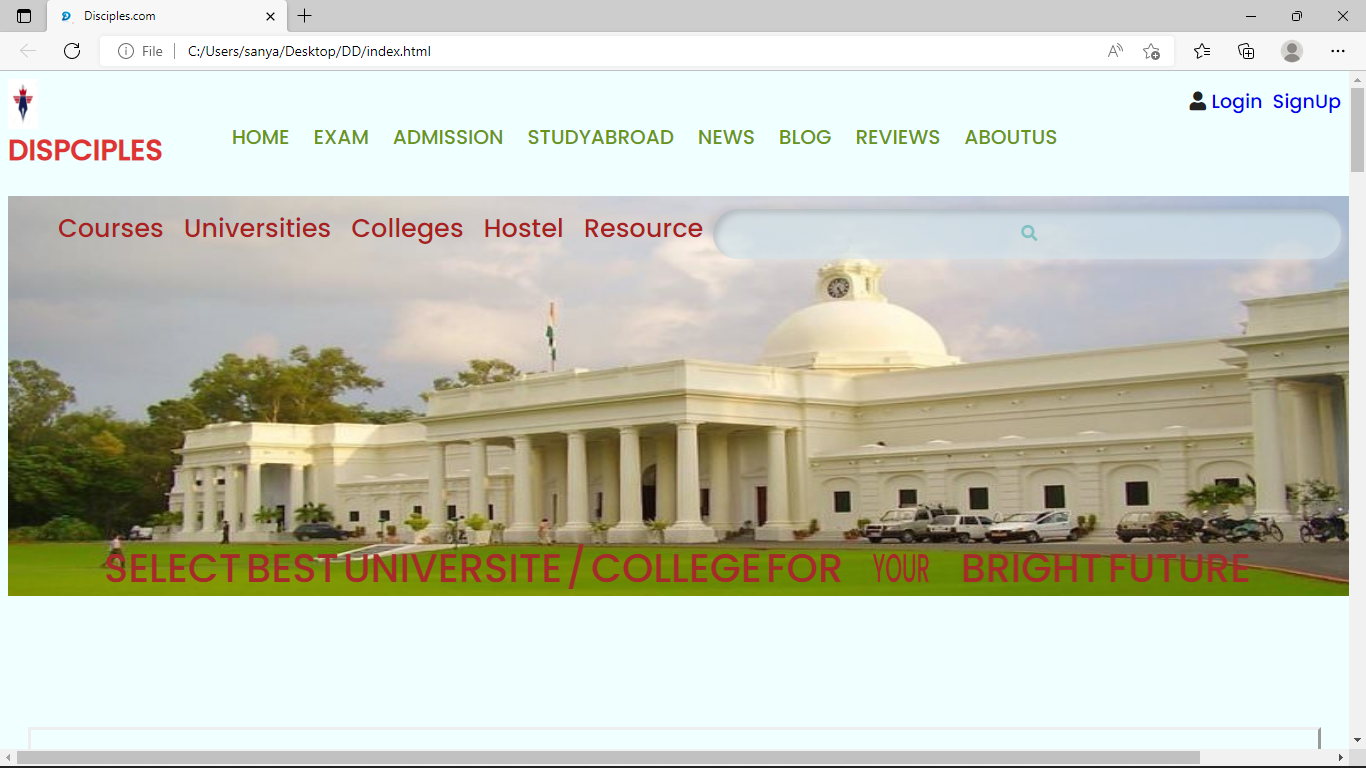 Disciples.com
File C:/Users/sanya/Desktop/DD/index.html
Login SignUp
DISPCIPLES
HOME EXAM ADMISSION STUDYABROAD NEWS BLOG REVIEWS ABOUTUS
Courses Universities Colleges Hostel Resource
SELECT BEST UNIVERSITE / COLLEGE FOR YOUR BRIGHT FUTURE